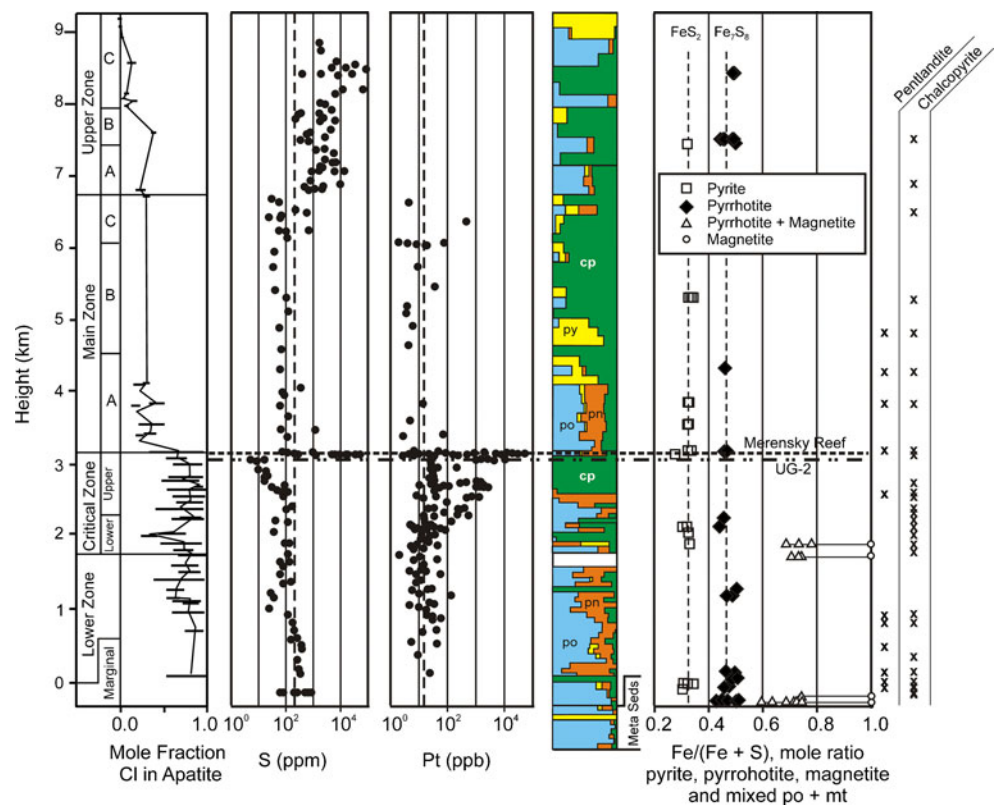 Height (km)
9
8
7
6
5
4
3
2
1
0
Upper Zone
C
B
A
Main Zone
C
B
A
Critical Zone
Upper
Lower
Lower Zone
Marginal
0.0
1.0
Mole Fraction
Cl in Apatite
10⁰ 10² 10⁴
S (ppm)
10⁰ 10² 10⁴
Pt (ppb)
cp
py
pn
po
cp
pn
po
Meta Seds
FeS₂
Fe₇S₈
Pyrite
Pyrrhotite
Pyrrhotite + Magnetite
Magnetite
Merensky Reef
UG-2
0.2 0.4 0.6 0.8 1.0
Fe/(Fe + S), mole ratio
pyrite, pyrrohotite, magnetite
and mixed po + mt
Pentlandite
Chalcopyrite
x
x
x
x
x x
x x
x x
x x
x
x x
x
x
x
x
x
x
x x
x x
x
x
x x
x x
x